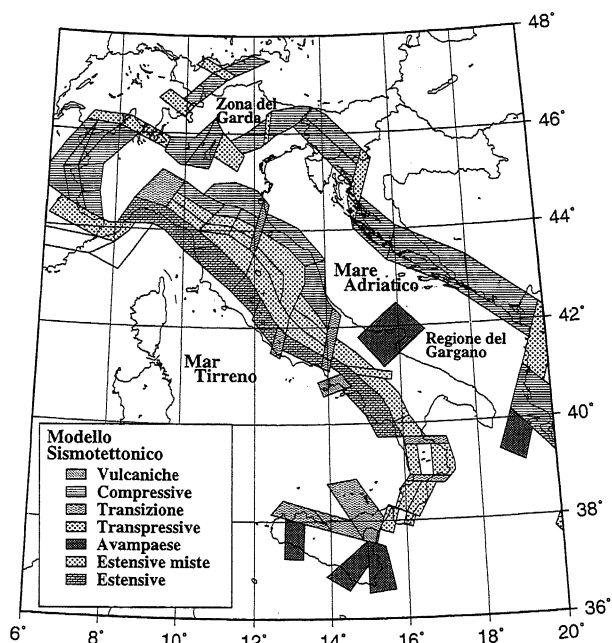 48°
Zona del
Garda
46°
44°
Mare
Adriatico
42°
Regione del
Gargano
Mar
Tirreno
40°
Modello
Sismotettonico
Vulcaniche
Compressive
Transizione
Transpressive
Avampaese
Estensive miste
Estensive
38°
36°
6°
8°
10°
12°
14°
16°
18°
20°